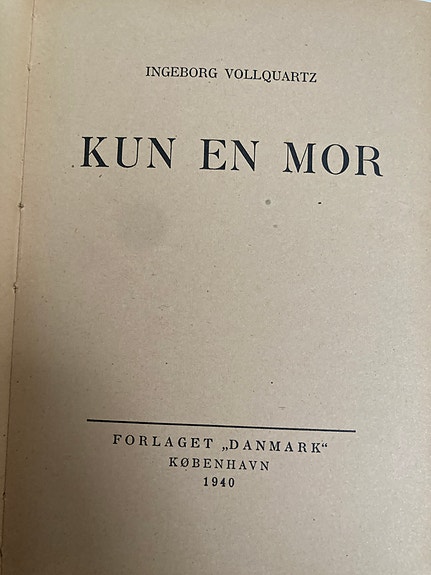 INGEBORG VOLLQUARTZ
KUN EN MOR
FORLAGET „DANMARK“
KØBENHAVN
1940